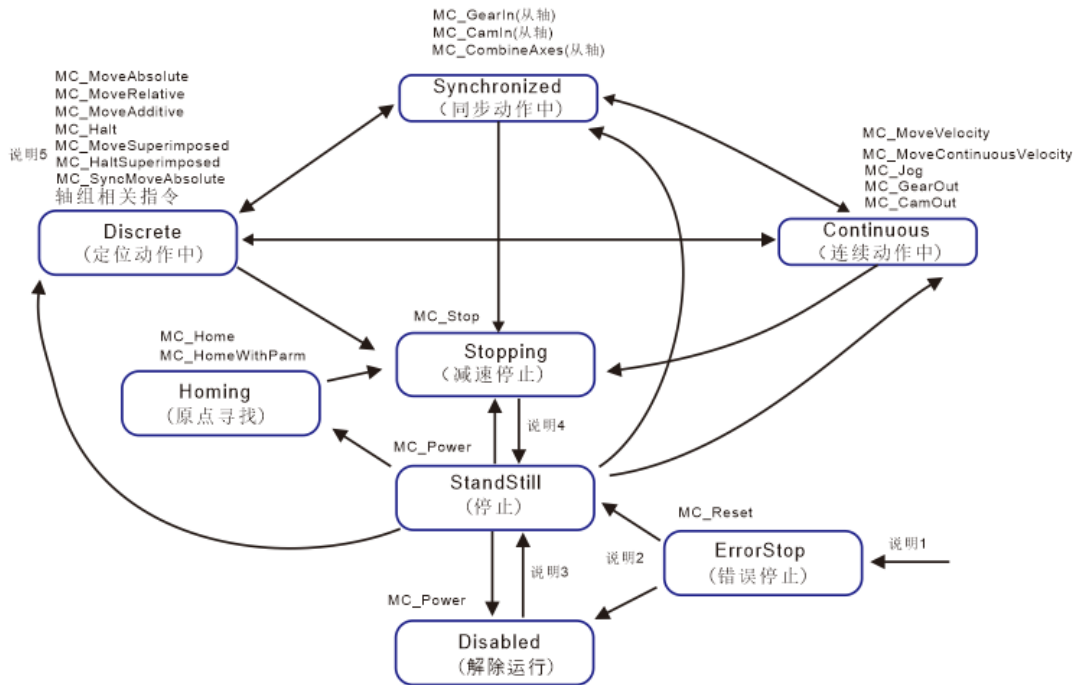 MC_GearIn(从轴)
MC_CamIn(从轴)
MC_CombineAxes(从轴)
Synchronized
(同步动作中)
MC_MoveAbsolute
MC_MoveRelative
MC_MoveAdditive
MC_Halt
说明5
MC_MoveSuperimposed
MC_HaltSuperimposed
MC_SyncMoveAbsolute
轴组相关指令
Discrete
(定位动作中)
MC_MoveVelocity
MC_MoveContinuousVelocity
MC_Jog
MC_GearOut
MC_CamOut
Continuous
(连续动作中)
MC_Stop
Stopping
(减速停止)
MC_Home
MC_HomeWithParm
Homing
(原点寻找)
说明4
MC_Power
StandStill
(停止)
MC_Reset
说明2
ErrorStop
(错误停止)
说明1
说明3
MC_Power
Disabled
(解除运行)